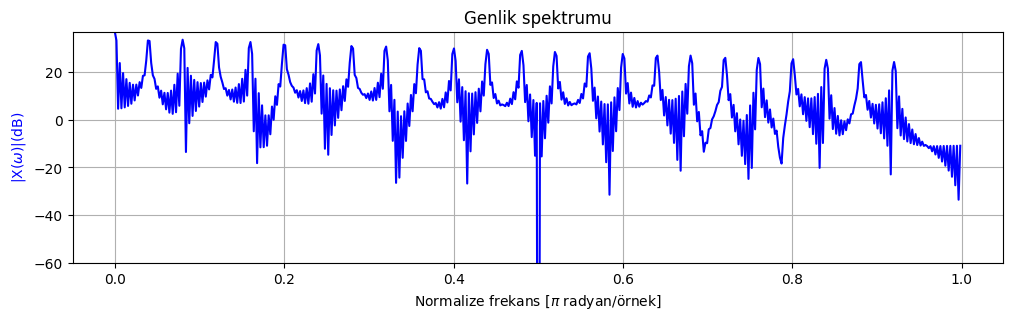 Genlik spektrumu
|X(ω)|(dB)
20
0
−20
−40
−60
0.0 0.2 0.4 0.6 0.8 1.0
Normalize frekans [π radyan/örnek]